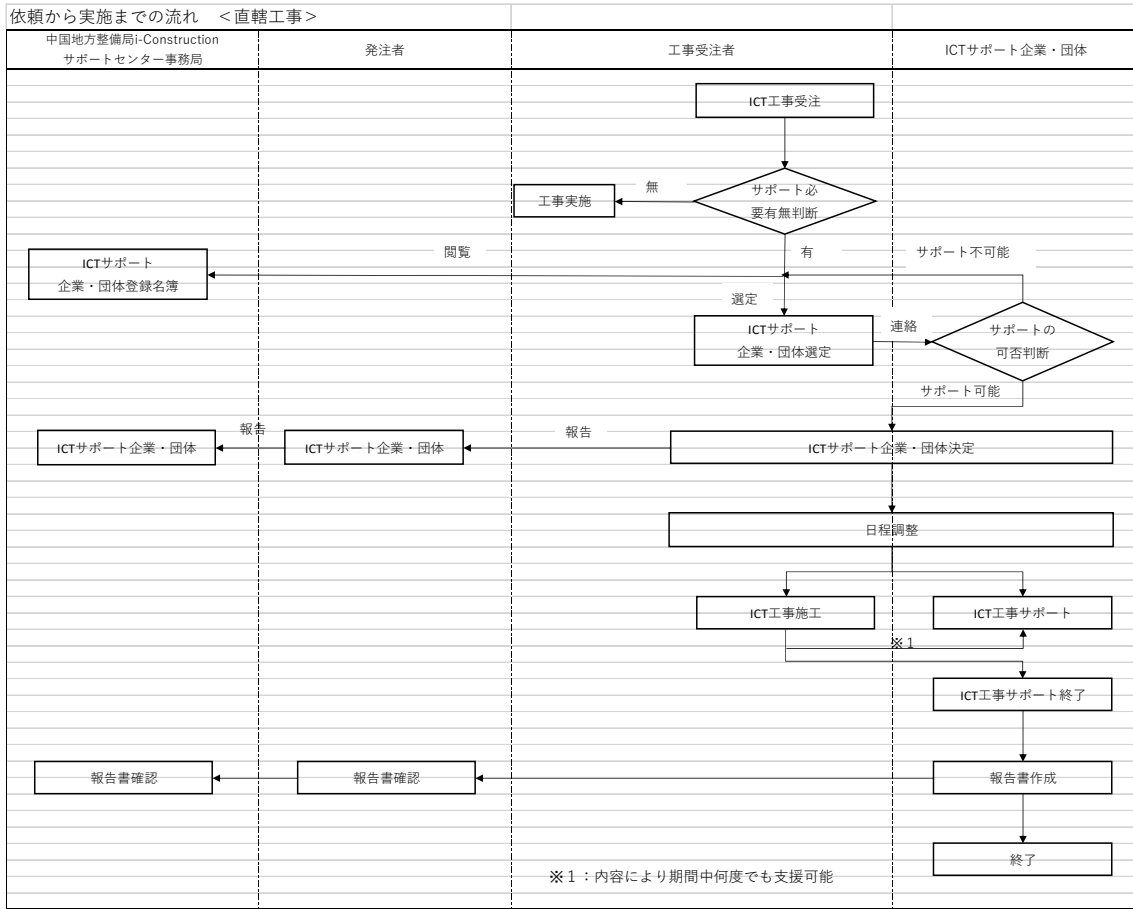 依頼から実施までの流れ ＜直轄工事＞
中国地方整備局i-Construction
サポートセンター事務局
発注者
工事受注者
ICTサポート企業・団体
ICT工事受注
サポート必
要有無判断
無
工事実施
有
閲覧
サポート不可能
ICTサポート
企業・団体登録名簿
選定
ICTサポート
企業・団体選定
連絡
サポートの
可否判断
サポート可能
報告
報告
ICTサポート企業・団体
ICTサポート企業・団体
ICTサポート企業・団体決定
日程調整
ICT工事施工
ICT工事サポート
※1
ICT工事サポート終了
報告書確認
報告書確認
報告書作成
終了
※1：内容により期間中何度でも支援可能